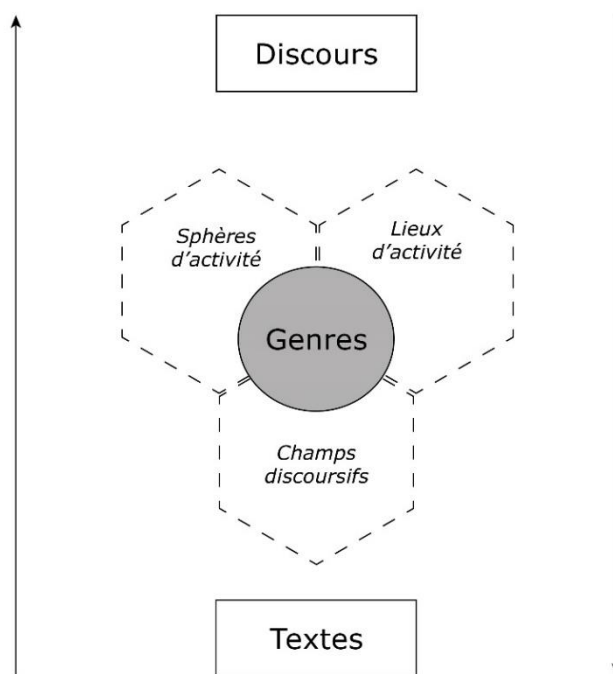 Discours
Sphères
d'activité
Lieux
d'activité
Genres
Champs
discoursifs
Textes